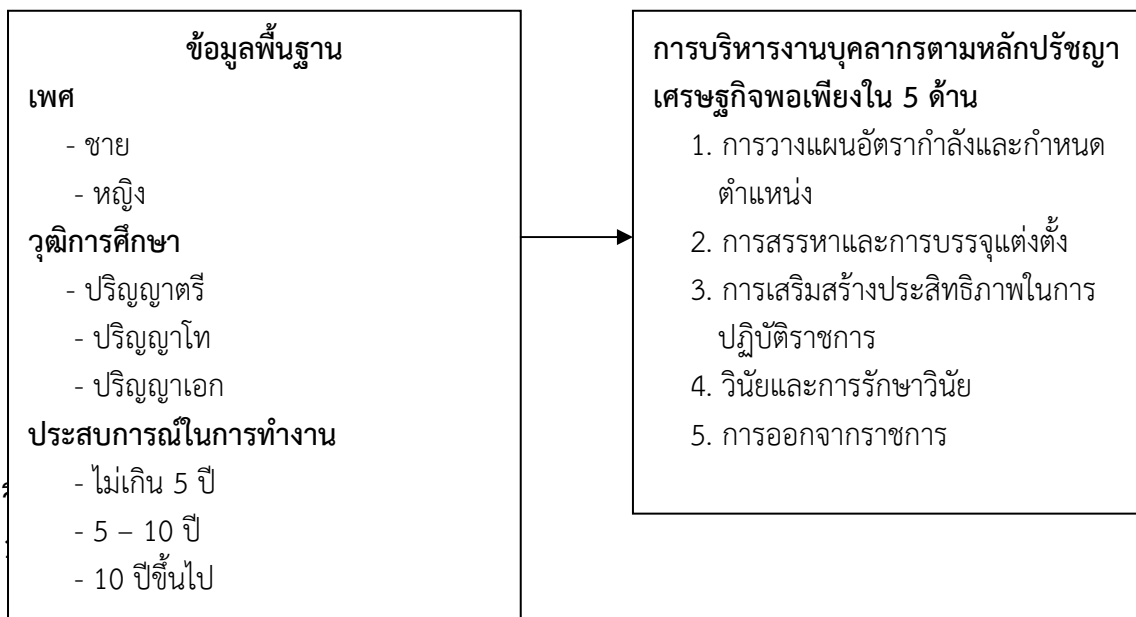 ข้อมูลพื้นฐาน
เพศ
- ชาย
- หญิง
วุฒิการศึกษา
- ปริญญาตรี
- ปริญญาโท
- ปริญญาเอก
ประสบการณ์ในการทำงาน
- ไม่เกิน 5 ปี
- 5 – 10 ปี
- 10 ปีขึ้นไป
การบริหารงานบุคลากรตามหลักปรัชญา
เศรษฐกิจพอเพียงใน 5 ด้าน
1. การวางแผนอัตรากำลังและกำหนด
ตำแหน่ง
2. การสรรหาและการบรรจุแต่งตั้ง
3. การเสริมสร้างประสิทธิภาพในการ
ปฏิบัติราชการ
4. วินัยและการรักษาวินัย
5. การออกจากราชการ